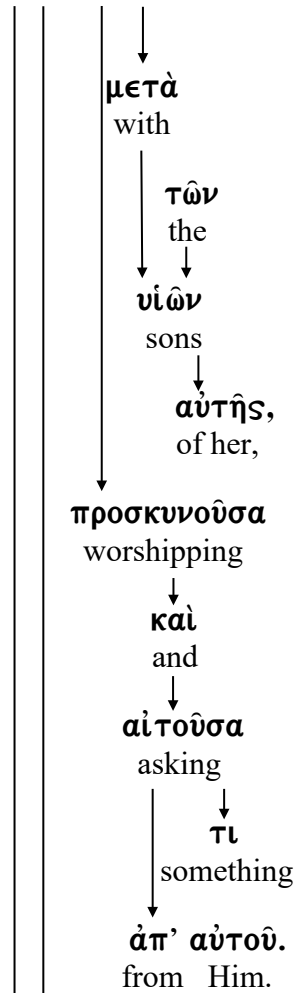 μετὰ
with
τῶν
the
υἱῶν
sons
αὐτῆς,
of her,
προσκυνοῦσα
worshipping
καὶ
and
αἰτοῦσα
asking
τι
something
ἀπ’ αὐτοῦ.
from Him.